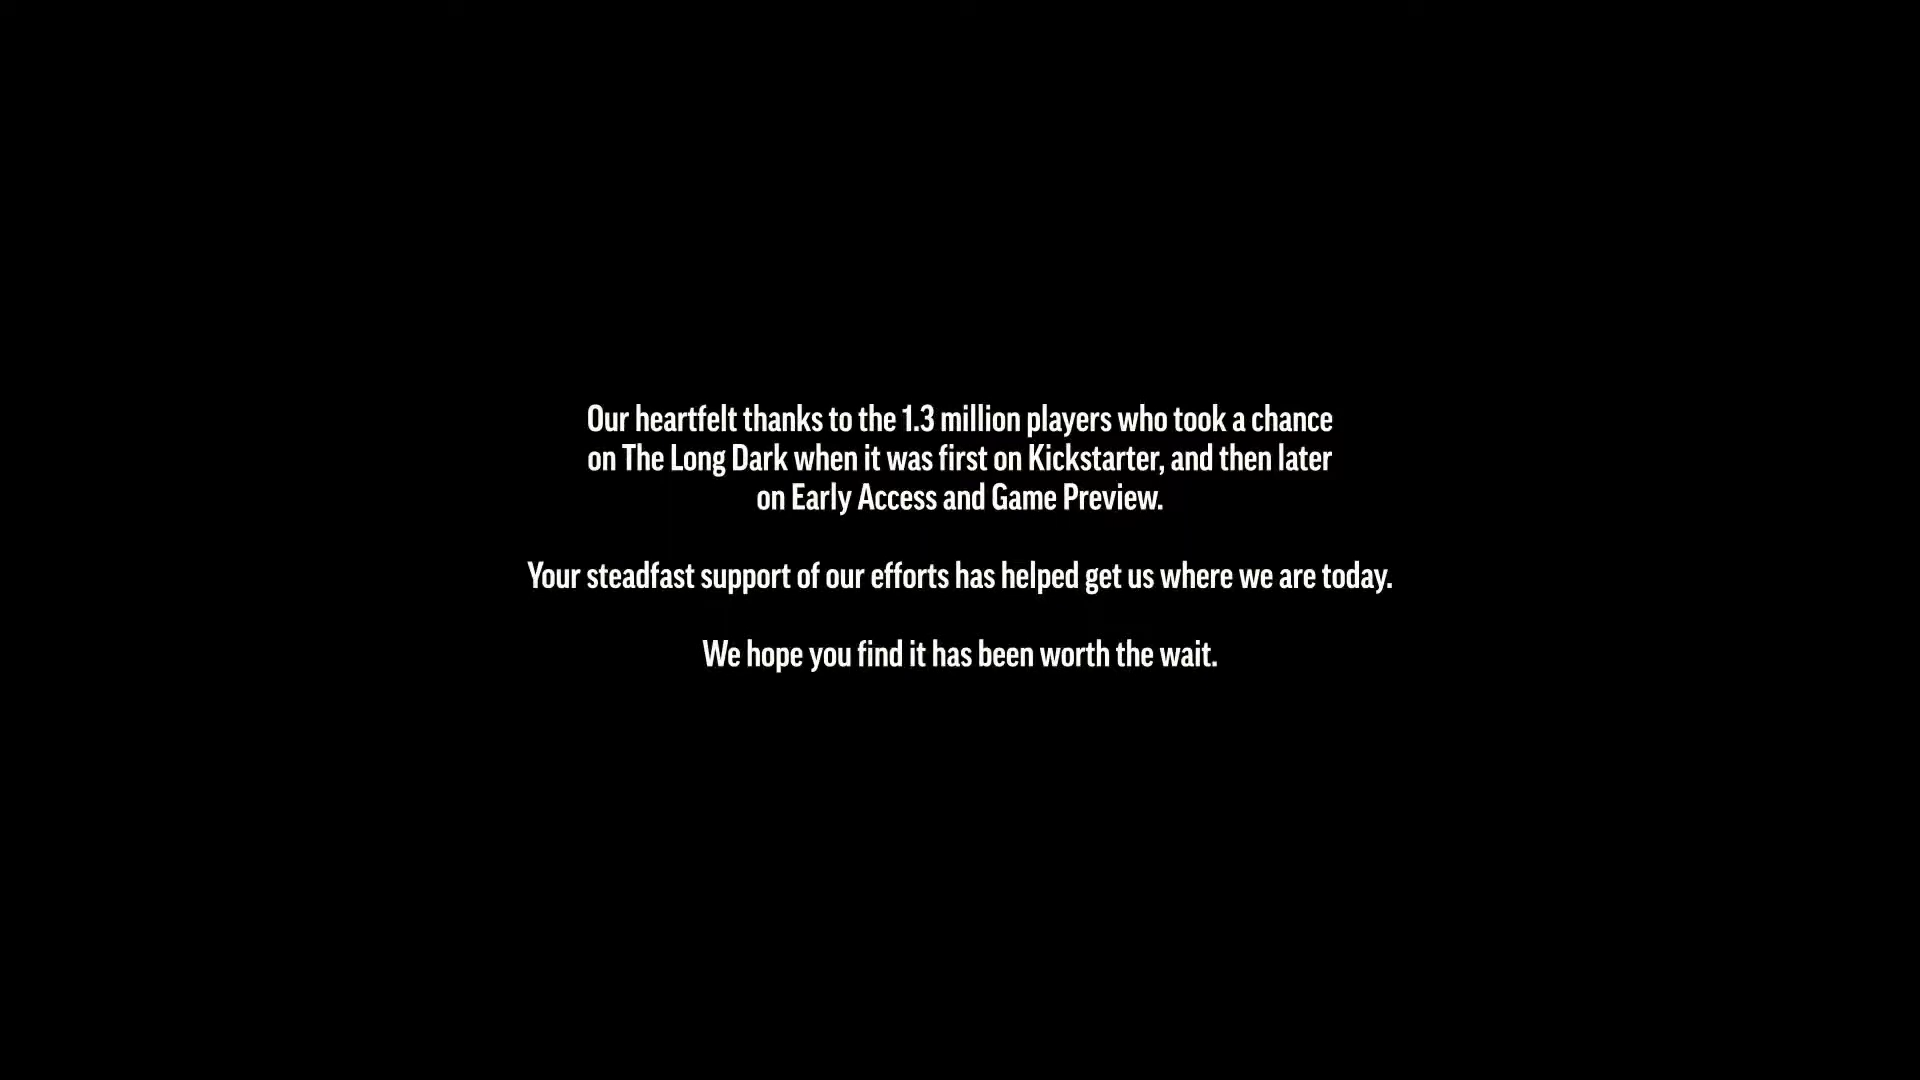 Our heartfelt thanks to the 1.3 million players who took a chance
on The Long Dark when it was first on Kickstarter, and then later
on Early Access and Game Preview.
Your steadfast support of our efforts has helped get us where we are today.
We hope you find it has been worth the wait.